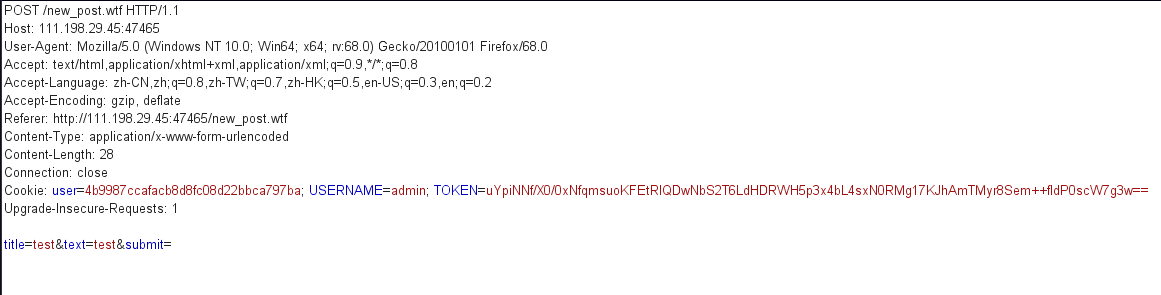 POST /new_post.wtf HTTP/1.1
Host: 111.198.29.45:47465
User-Agent: Mozilla/5.0 (Windows NT 10.0; Win64; x64; rv:68.0) Gecko/20100101 Firefox/68.0
Accept: text/html,application/xhtml+xml,application/xml;q=0.9,*/*;q=0.8
Accept-Language: zh-CN,zh;q=0.8,zh-TW;q=0.7,zh-HK;q=0.5,en-US;q=0.3,en;q=0.2
Accept-Encoding: gzip, deflate
Referer: http://111.198.29.45:47465/new_post.wtf
Content-Type: application/x-www-form-urlencoded
Content-Length: 28
Connection: close
Cookie: user=4b9987ccafacb8d8fc08d22bbca797ba; USERNAME=admin; TOKEN=uYpiNNf/X0/0xNfqmsuoKFEtRlQDwNbS2T6LdHDRWH5p3x4bL4sxN0RMg17KJhAmTMyr8Sem++fldP0scW7g3w==
Upgrade-Insecure-Requests: 1
title=test&text=test&submit=